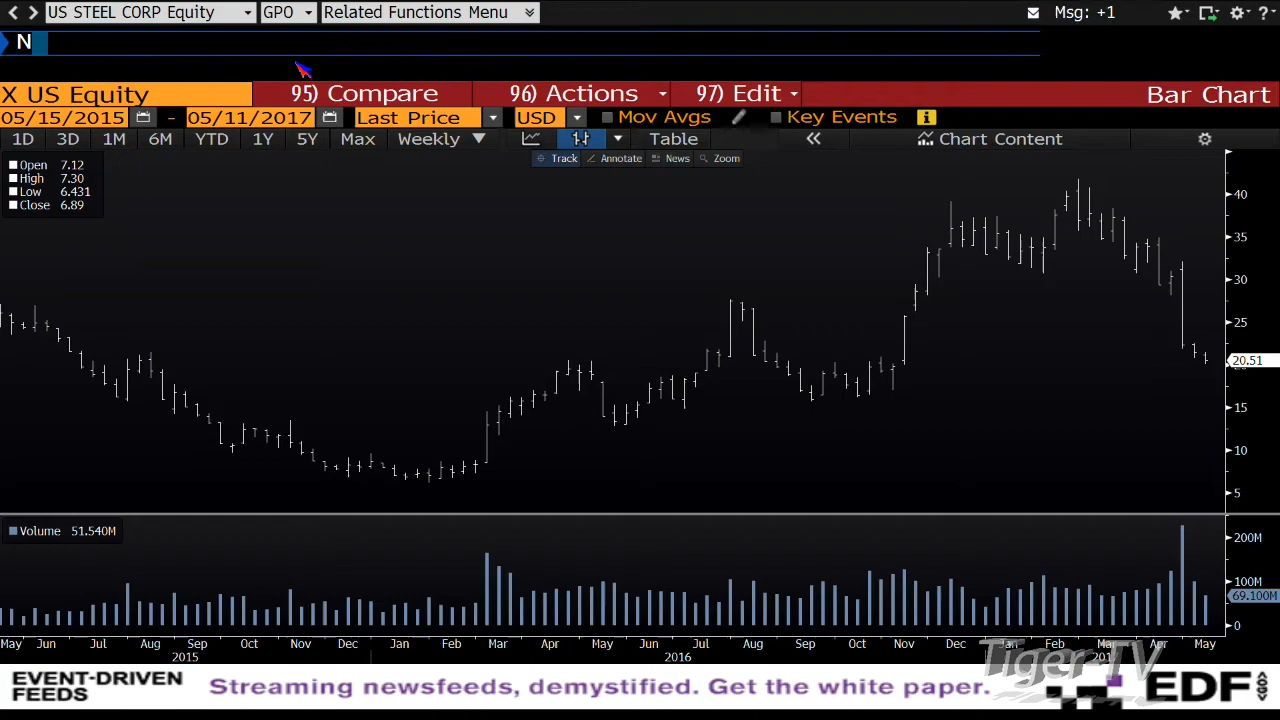 US STEEL CORP Equity GPO Related Functions Menu Msg: +1 ?
N
X US Equity 95) Compare 96) Actions 97) Edit Bar Chart
05/15/2015 - 05/11/2017 Last Price USD Mov Avgs Key Events i
1D 3D 1M 6M YTD 1Y 5Y Max Weekly Table « Chart Content
Track Annotate News Zoom
Open 7.12
High 7.30
Low 6.431
Close 6.89
40
35
30
25
20.51
15
10
5
Volume 51.540M
200M
100M
69.100M
0
May Jun Jul Aug Sep Oct Nov Dec Jan Feb Mar Apr May Jun Jul Aug Sep Oct Nov Dec Jan Feb Mar Apr May
2015 2016
Tiger-TV
EVENT-DRIVEN
FEEDS
Streaming newsfeeds, demystified. Get the white paper.
EDF